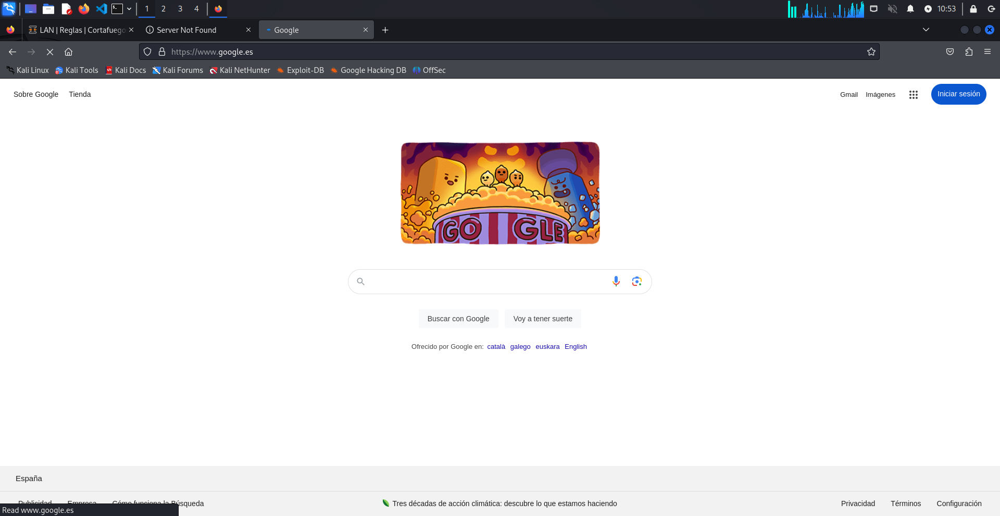 1 2 3 4 10:53
LAN | Reglas | Cortafuego Server Not Found Google
https://www.google.es
Kali Linux Kali Tools Kali Docs Kali Forums Kali NetHunter Exploit-DB Google Hacking DB OffSec
Sobre Google Tienda Gmail Imágenes Iniciar sesión
GO GLE
Buscar con Google Voy a tener suerte
Ofrecido por Google en: català galego euskara English
España
Publicidad Empresa Cómo funciona la Búsqueda Tres décadas de acción climática: descubre lo que estamos haciendo Privacidad Términos Configuración
Read www.google.es